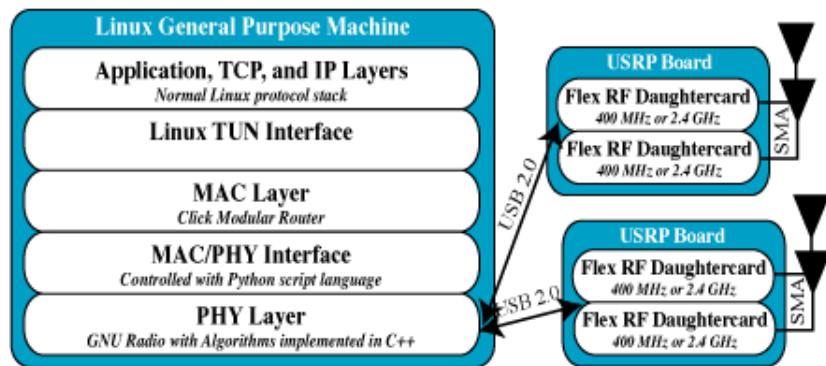 Linux General Purpose Machine
Application, TCP, and IP Layers
Normal Linux protocol stack
Linux TUN Interface
MAC Layer
Click Modular Router
MAC/PHY Interface
Controlled with Python script language
PHY Layer
GNU Radio with Algorithms implemented in C++
USB 2.0
USB 2.0
USRP Board
Flex RF Daughtercard
400 MHz or 2.4 GHz
Flex RF Daughtercard
400 MHz or 2.4 GHz
SMA
USRP Board
Flex RF Daughtercard
400 MHz or 2.4 GHz
Flex RF Daughtercard
400 MHz or 2.4 GHz
SMA